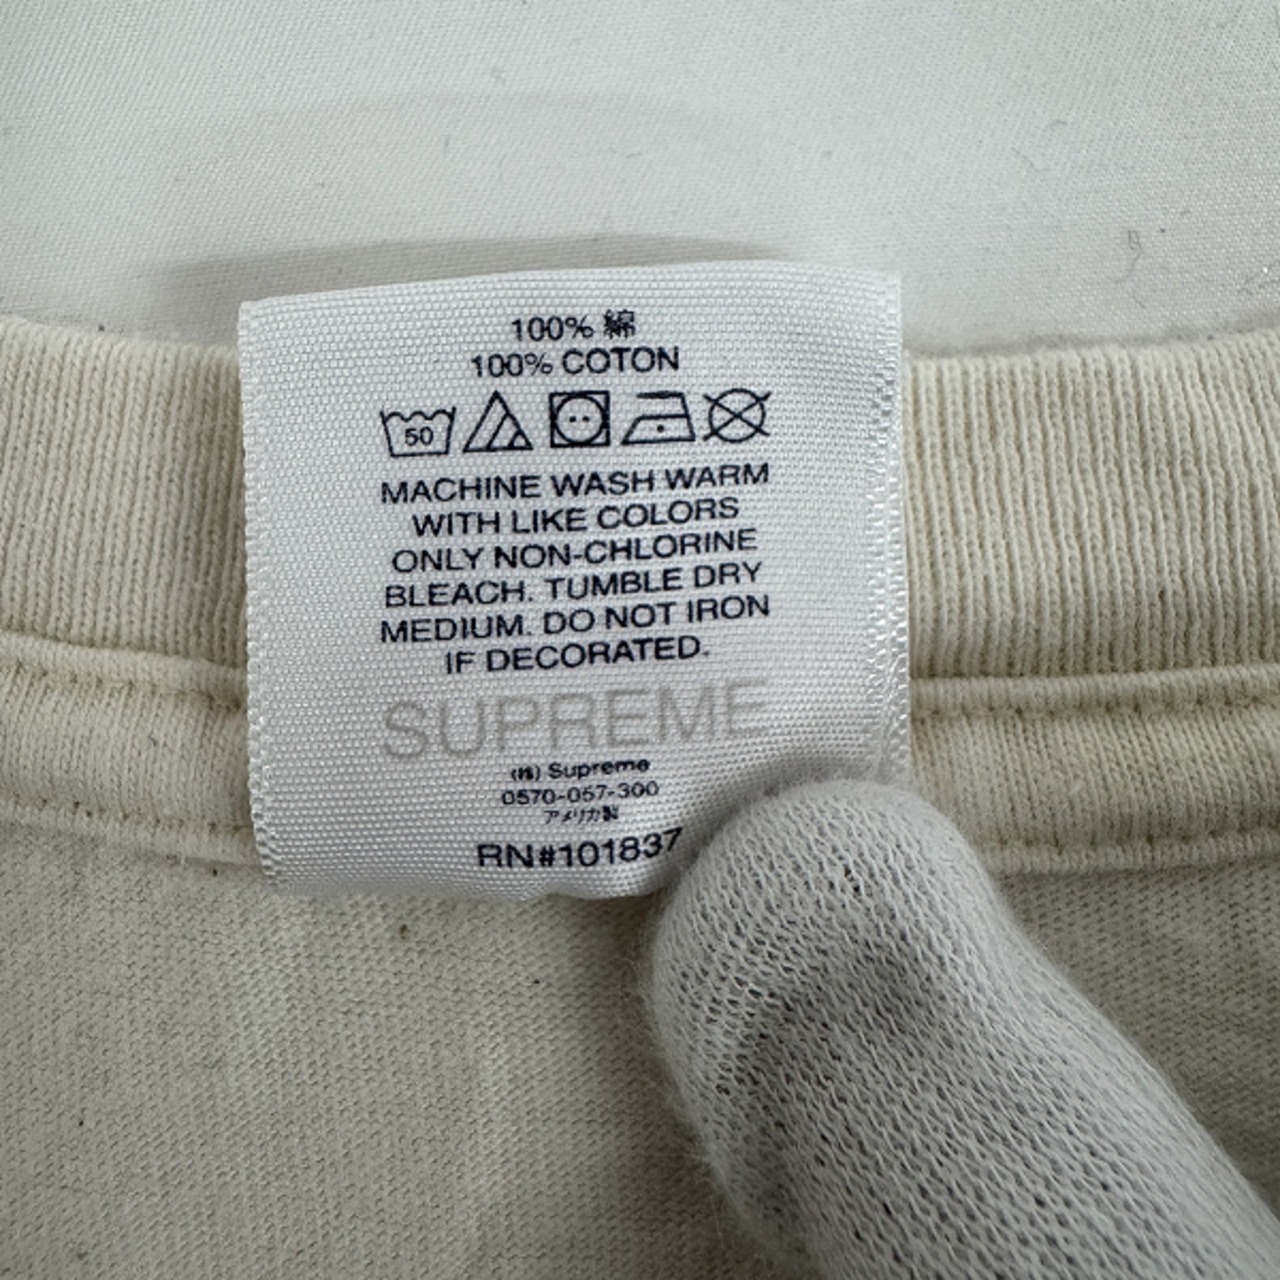 100% 綿
100% COTON
50
MACHINE WASH WARM
WITH LIKE COLORS
ONLY NON-CHLORINE
BLEACH. TUMBLE DRY
MEDIUM. DO NOT IRON
IF DECORATED.
SUPREME
(株) Supreme
0570-057-300
アメリカ製
RN#101837